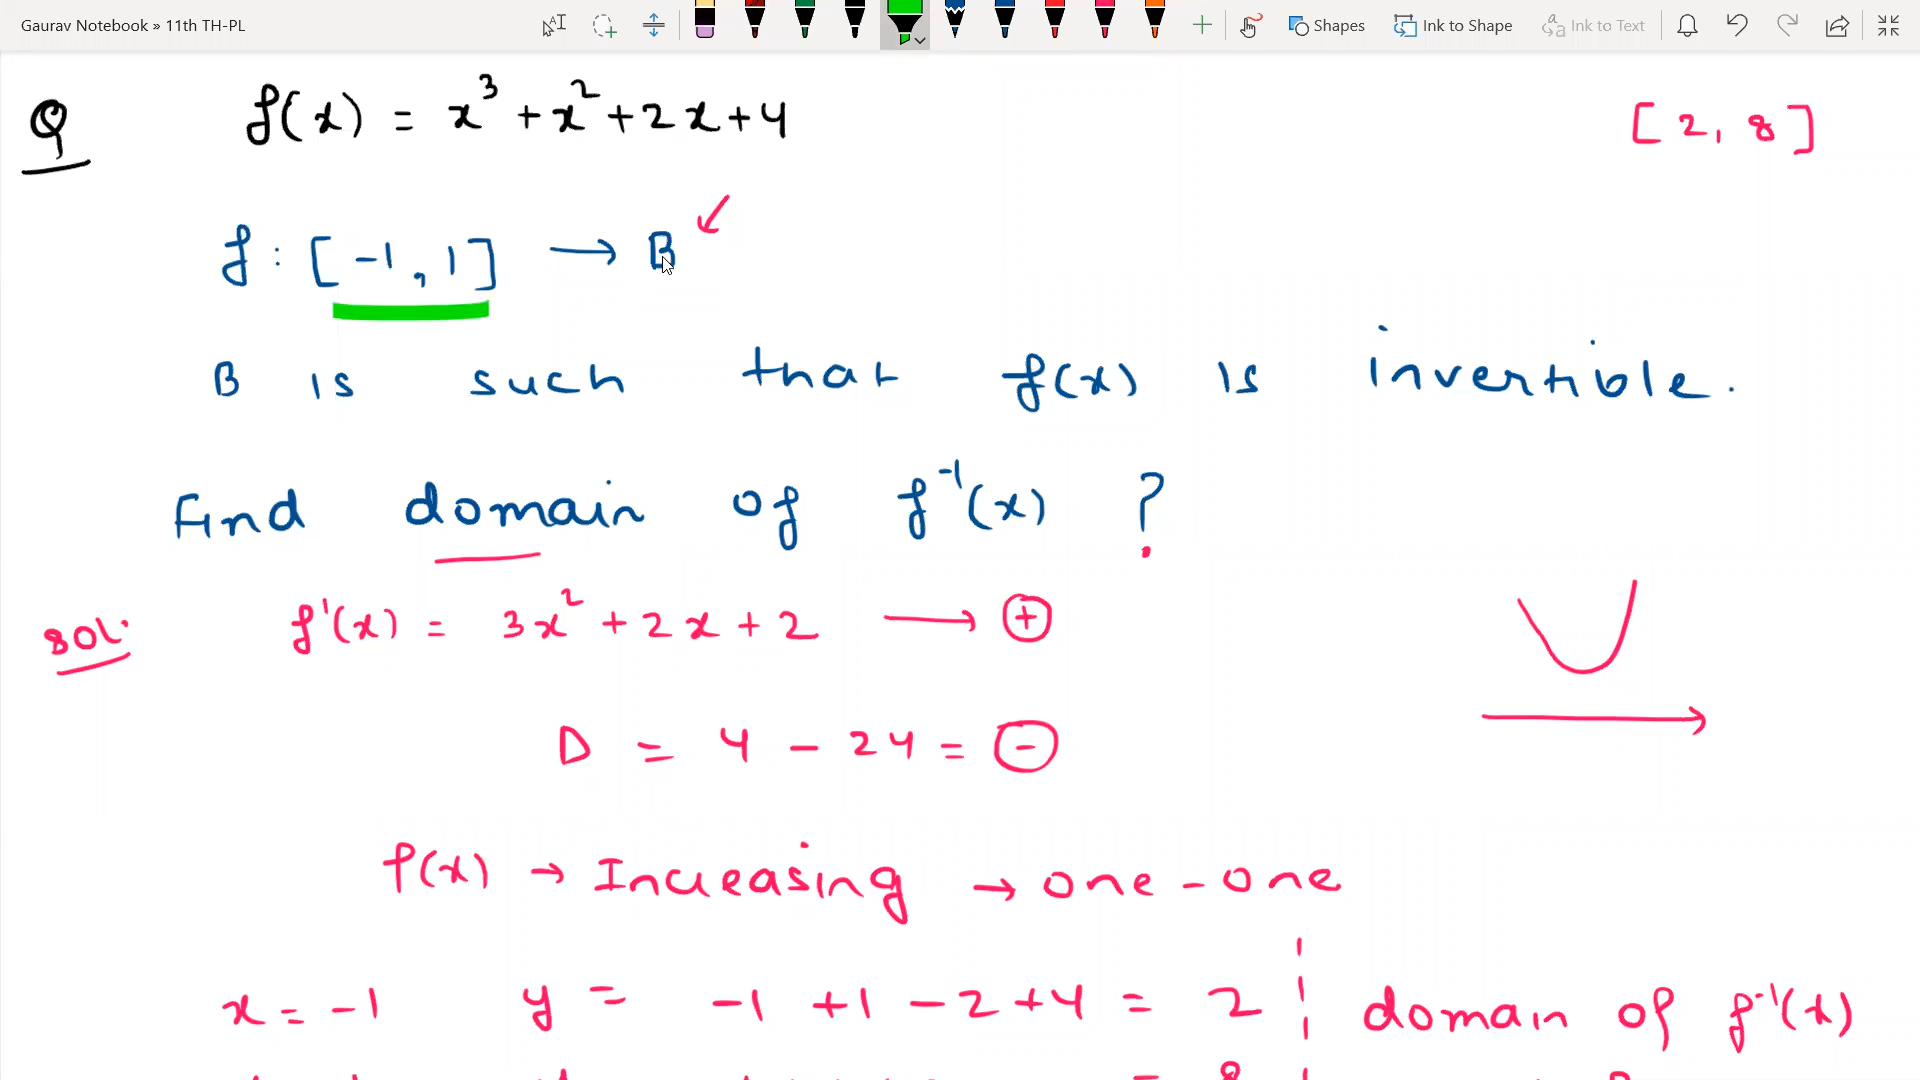 Gaurav Notebook » 11th TH-PL
Shapes Ink to Shape Ink to Text
Q f(x) = x³ + x² + 2x + 4 [2, 8]
f : [-1, 1] → B
B is such that f(x) is invertible.
Find domain of f⁻¹(x) ?
Sol. f'(x) = 3x² + 2x + 2 → +
D = 4 - 24 = -
f(x) → Increasing → one-one
x = -1 y = -1 + 1 - 2 + 4 = 2 domain of f⁻¹(x)
= 8